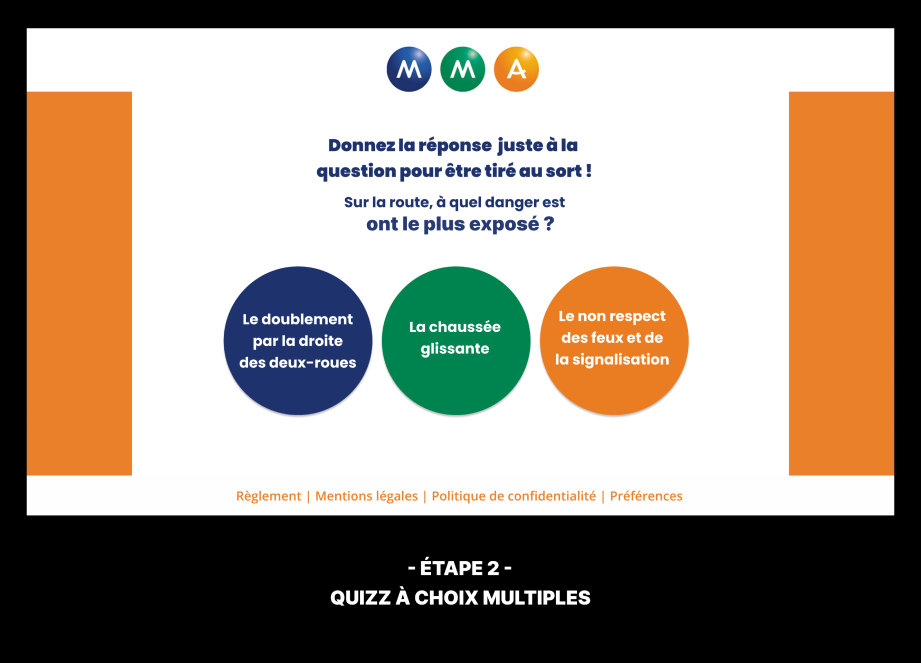 MMA
Donnez la réponse juste à la
question pour être tiré au sort !
Sur la route, à quel danger est
ont le plus exposé ?
Le doublement
par la droite
des deux-roues
La chaussée
glissante
Le non respect
des feux et de
la signalisation
Règlement | Mentions légales | Politique de confidentialité | Préférences
- ÉTAPE 2 -
QUIZZ À CHOIX MULTIPLES